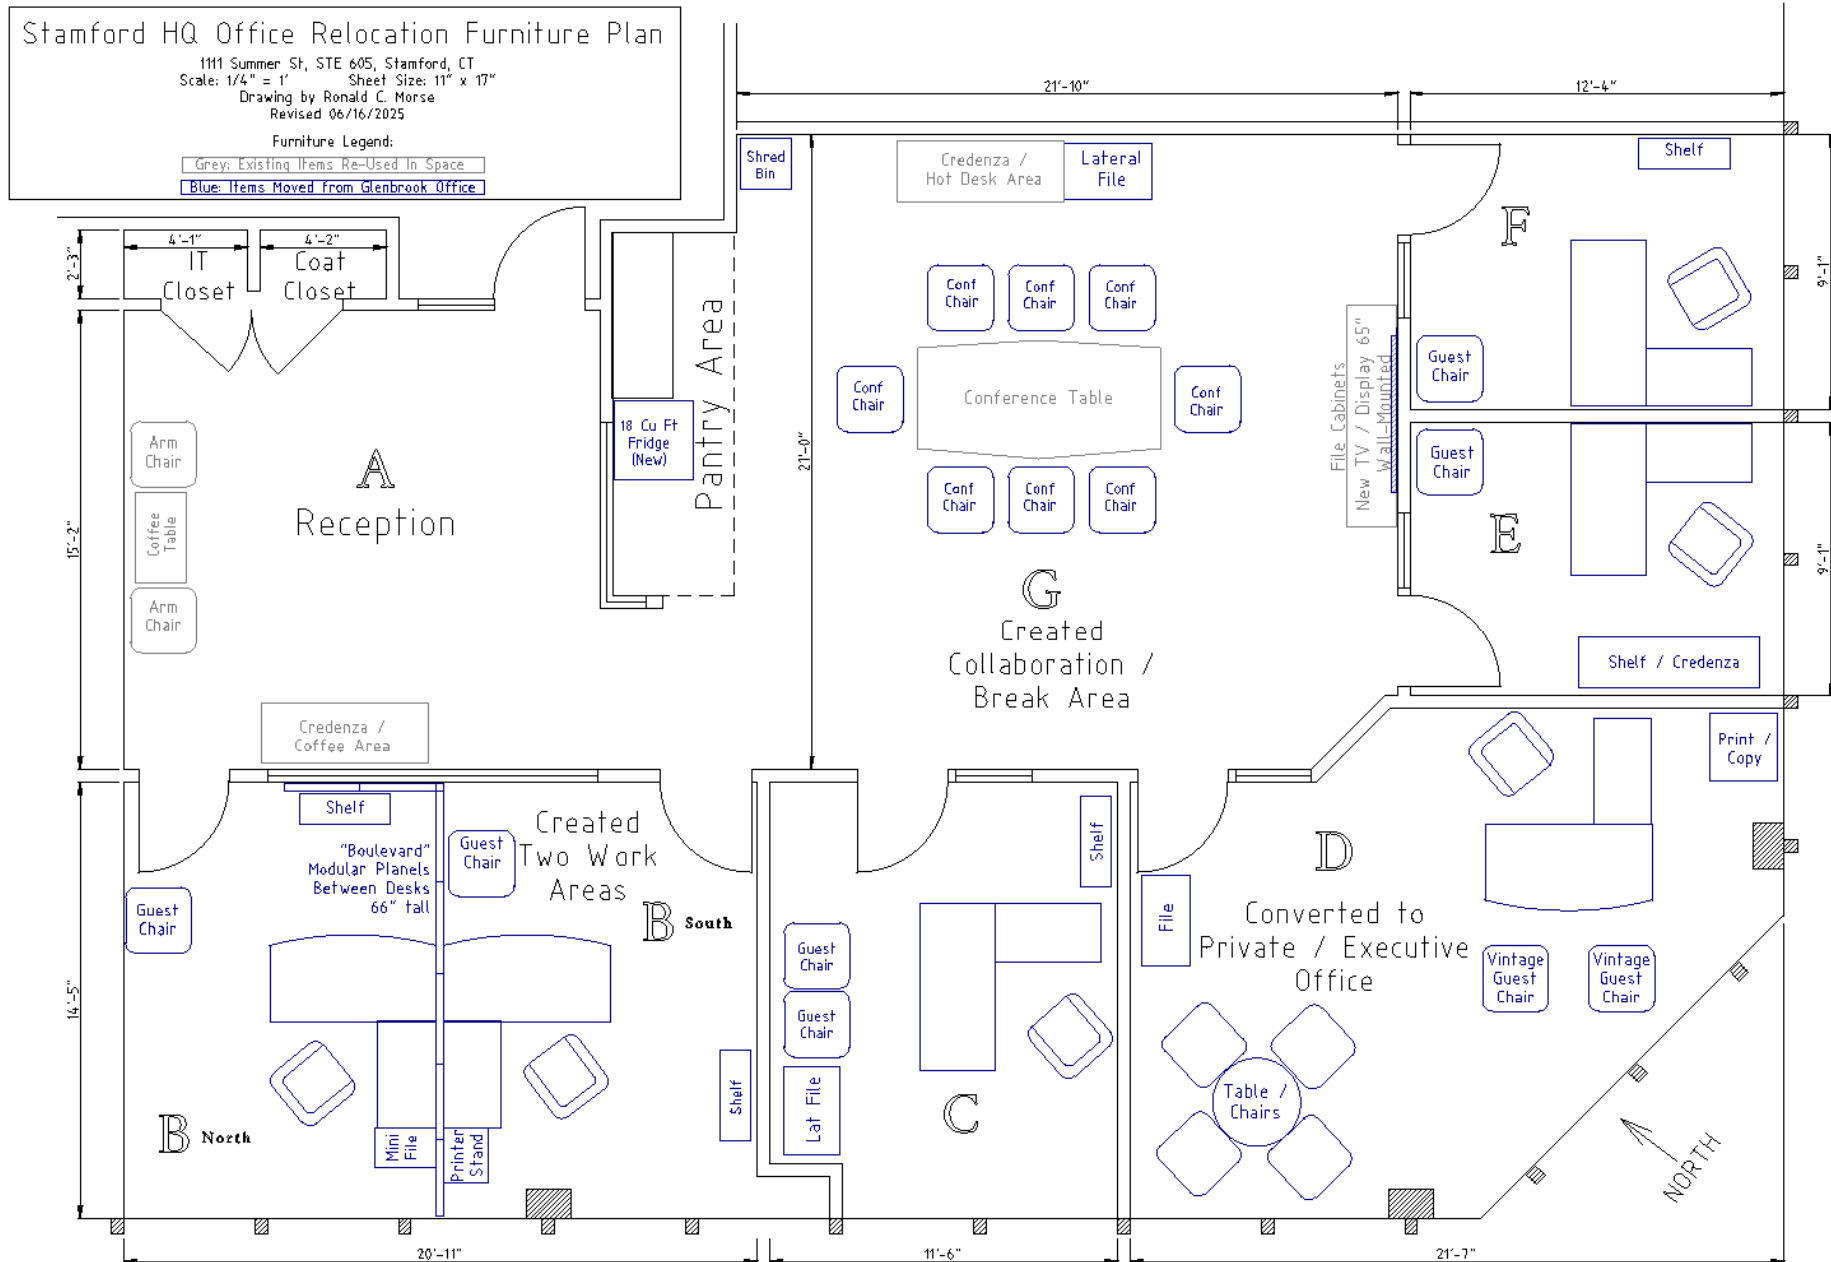 Stamford HQ Office Relocation Furniture Plan
1111 Summer St, STE 605, Stamford, CT
Scale: 1/4" = 1' Sheet Size: 11" x 17"
Drawing by Ronald C. Morse
Revised 06/16/2025
Furniture Legend:
Grey: Existing Items Re-Used In Space
Blue: Items Moved from Glenbrook Office
21'-10"
12'-4"
Shred
Bin
Credenza /
Hot Desk Area
Lateral
File
Shelf
F
9'-1"
4'-1"
4'-2"
2'-3"
IT
Closet
Coat
Closet
Pantry Area
18 Cu Ft
Fridge
(New)
Conf
Chair
Conf
Chair
Conf
Chair
Conf
Chair
Conference Table
Conf
Chair
Conf
Chair
Conf
Chair
Conf
Chair
File Cabinets
New TV / Display 65"
Wall-Mounted
Guest
Chair
Guest
Chair
E
9'-1"
Shelf / Credenza
Arm
Chair
Coffee
Table
Arm
Chair
A
Reception
15'-2"
21'-0"
G
Created
Collaboration /
Break Area
Credenza /
Coffee Area
Print /
Copy
Shelf
"Boulevard"
Modular Planels
Between Desks
66" tall
Guest
Chair
Created
Two Work
Areas
Guest
Chair
B South
Shelf
B North
Mini
File
Printer
Stand
14'-5"
Shelf
Guest
Chair
Guest
Chair
Lat File
C
File
D
Converted to
Private / Executive
Office
Vintage
Guest
Chair
Vintage
Guest
Chair
Table /
Chairs
NORTH
20'-11"
11'-6"
21'-7"